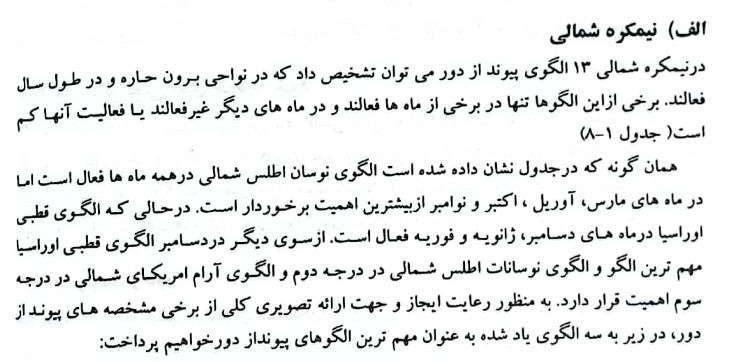 الف) نیمکره شمالی
درنیمکره شمالی ۱۳ الگوی پیوند از دور می توان تشخیص داد که در نواحی برون حاره و در طول سال
فعالند. برخی ازاین الگوها تنها در برخی از ماه ها فعالند و در ماه های دیگر غیرفعالند یا فعالیت آنها کم
است( جدول ۱-۸)
همان گونه که درجدول نشان داده شده است الگوی نوسان اطلس شمالی درهمه ماه ها فعال است اما
در ماه های مارس، آوریل ، اکتبر و نوامبر ازبیشترین اهمیت برخوردار است. درحالی که الگوی قطبی
اوراسیا درماه های دسامبر، ژانویه و فوریه فعال است. ازسوی دیگر دردسامبر الگوی قطبی اوراسیا
مهم ترین الگو و الگوی نوسانات اطلس شمالی در درجه دوم و الگوی آرام امریکای شمالی در درجه
سوم اهمیت قرار دارد. به منظور رعایت ایجاز و جهت ارائه تصویری کلی از برخی مشخصه های پیوند از
دور، در زیر به سه الگوی یاد شده به عنوان مهم ترین الگوهای پیونداز دورخواهیم پرداخت: